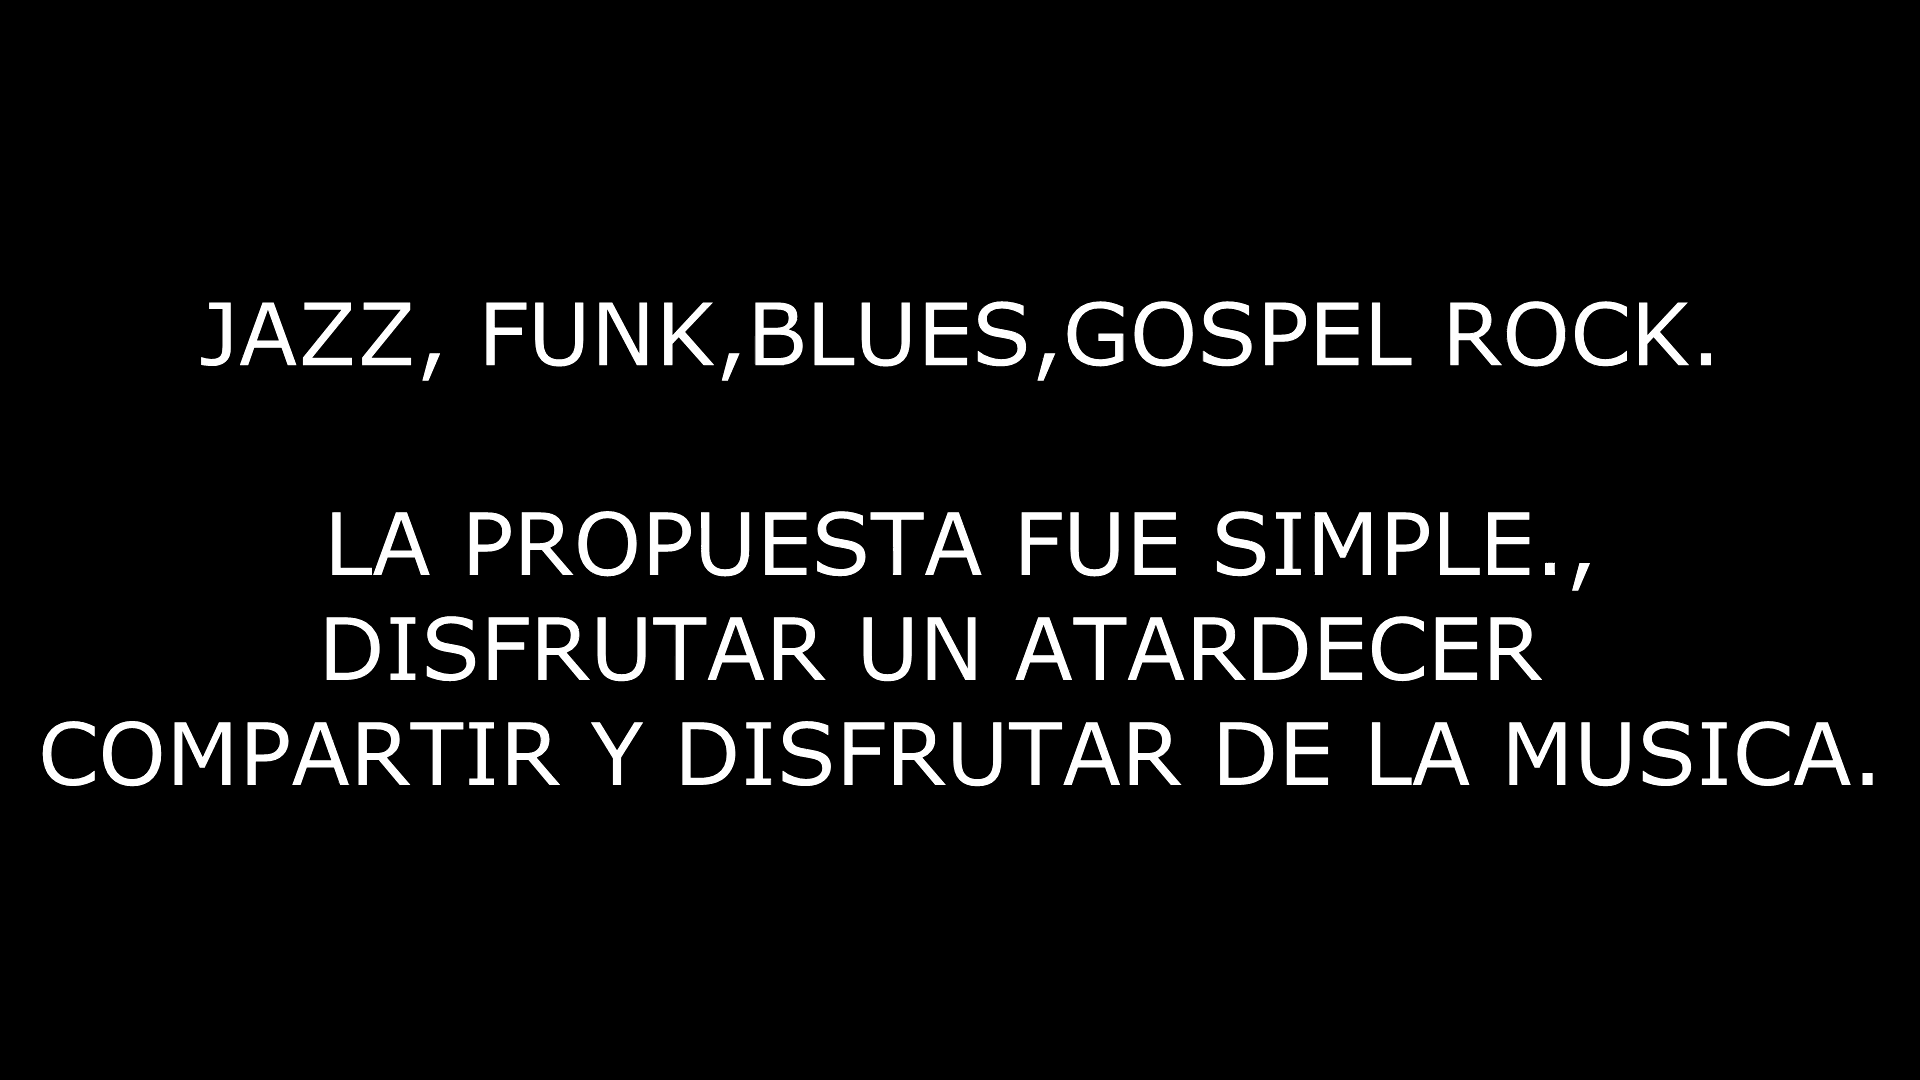 JAZZ, FUNK,BLUES,GOSPEL ROCK.
LA PROPUESTA FUE SIMPLE.,
DISFRUTAR UN ATARDECER
COMPARTIR Y DISFRUTAR DE LA MUSICA.